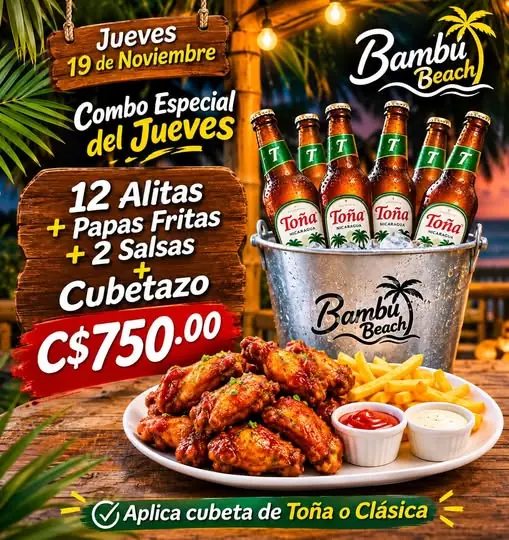 Jueves
19 de Noviembre
Bambú
Beach
Combo Especial
del Jueves
12 Alitas
+ Papas Fritas
+ 2 Salsas
+
Cubetazo
C$750.00
T
T
T
Toña
NICARAGUA
Toña
NICARAGUA
Toña
NICARAGUA
Toña
NICARAGUA
Bambú
Beach
Aplica cubeta de Toña o Clásica